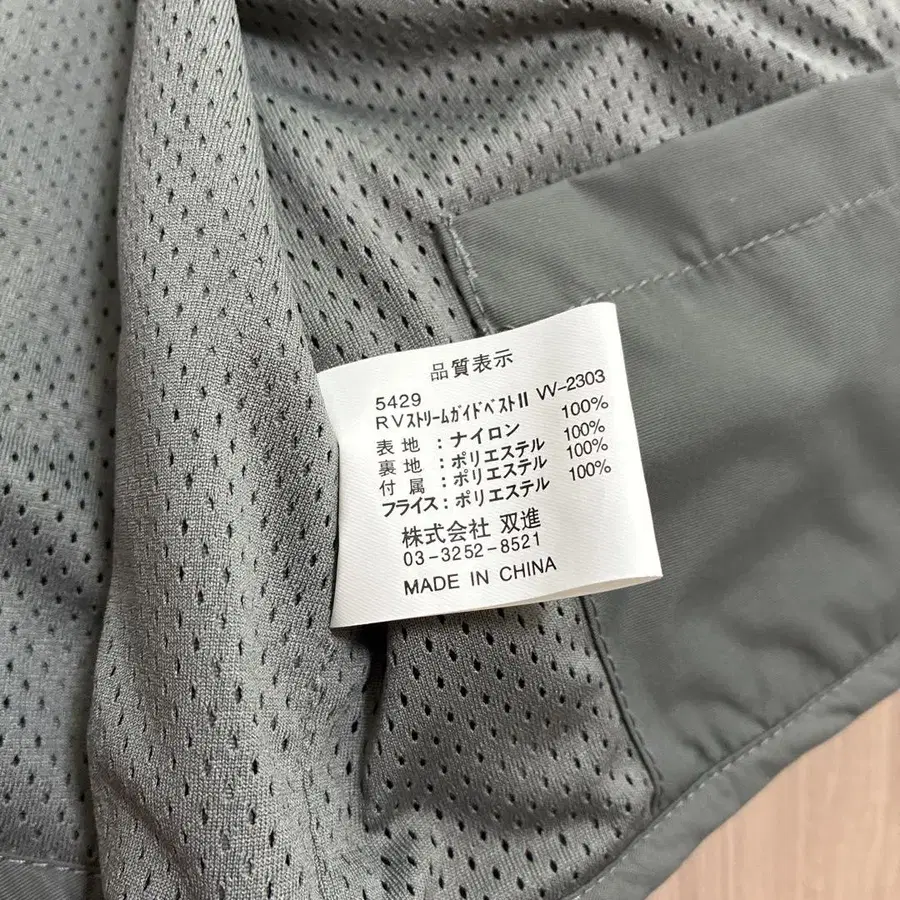 品質表示
5429
RVストリームガイドベストⅡ VV-2303
表地：ナイロン 100%
裏地：ポリエステル 100%
付属：ポリエステル 100%
フライス：ポリエステル 100%
株式会社 双進
03-3252-8521
MADE IN CHINA